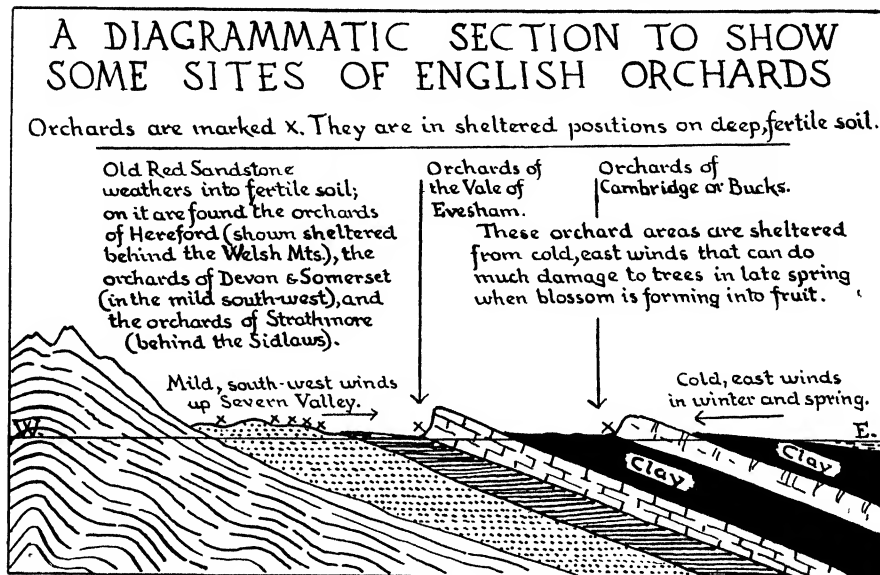 A DIAGRAMMATIC SECTION TO SHOW
SOME SITES OF ENGLISH ORCHARDS
Orchards are marked x. They are in sheltered positions on deep, fertile soil.
Old Red Sandstone
weathers into fertile soil;
on it are found the orchards
of Hereford (shown sheltered
behind the Welsh Mts), the
orchards of Devon & Somerset
(in the mild south-west), and
the orchards of Strathmore
(behind the Sidlaws).
Orchards of
the Vale of
Evesham.
Orchards of
Cambridge or Bucks.
These orchard areas are sheltered
from cold, east winds that can do
much damage to trees in late spring
when blossom is forming into fruit.
Mild, south-west winds
up Severn Valley.
Cold, east winds
in winter and spring.
W.
x x x x x
x
x
E.
Clay
Clay